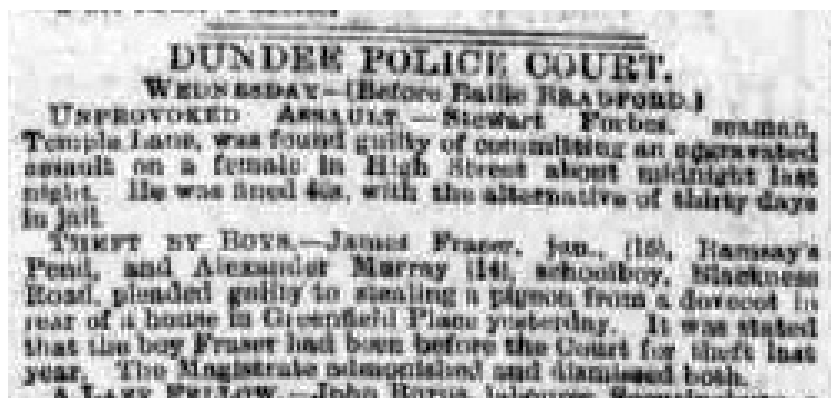 DUNDEE POLICE COURT.
WEDNESDAY—(Before Bailie BRADFORD.)
UNPROVOKED ASSAULT.—Stewart Forbes, seaman,
Temple Lane, was found guilty of committing an aggravated
assault on a female in High Street about midnight last
night. He was fined 40s, with the alternative of thirty days
in jail.
THEFT BY BOYS.—James Fraser, jun., (15), Ramsay's
Pend, and Alexander Murray (14), schoolboy, Blackness
Road, pleaded guilty to stealing a pigeon from a dovecot in
rear of a house in Greenfield Place yesterday. It was stated
that the boy Fraser had been before the Court for theft last
year. The Magistrate admonished and dismissed both.
A LAZY FELLOW.—John